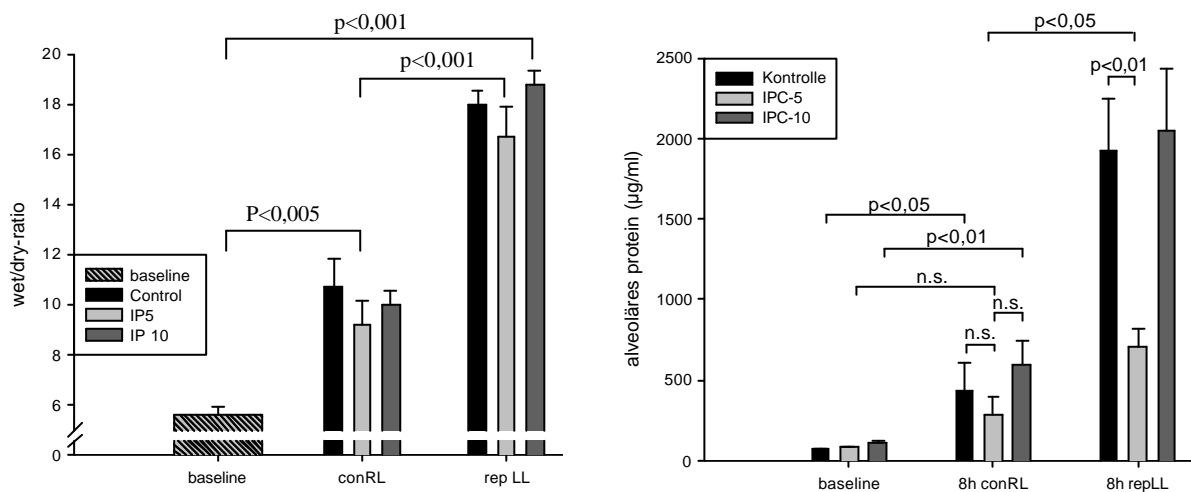 p<0,001
p<0,001
P<0,005
20
18
16
14
12
10
8
6
0
wet/dry-ratio
baseline
Control
IP5
IP 10
baseline
conRL
rep LL
p<0,05
p<0,01
p<0,05
p<0,01
n.s.
n.s.
n.s.
2500
2000
1500
1000
500
0
alveoläres protein (µg/ml)
Kontrolle
IPC-5
IPC-10
baseline
8h conRL
8h repLL